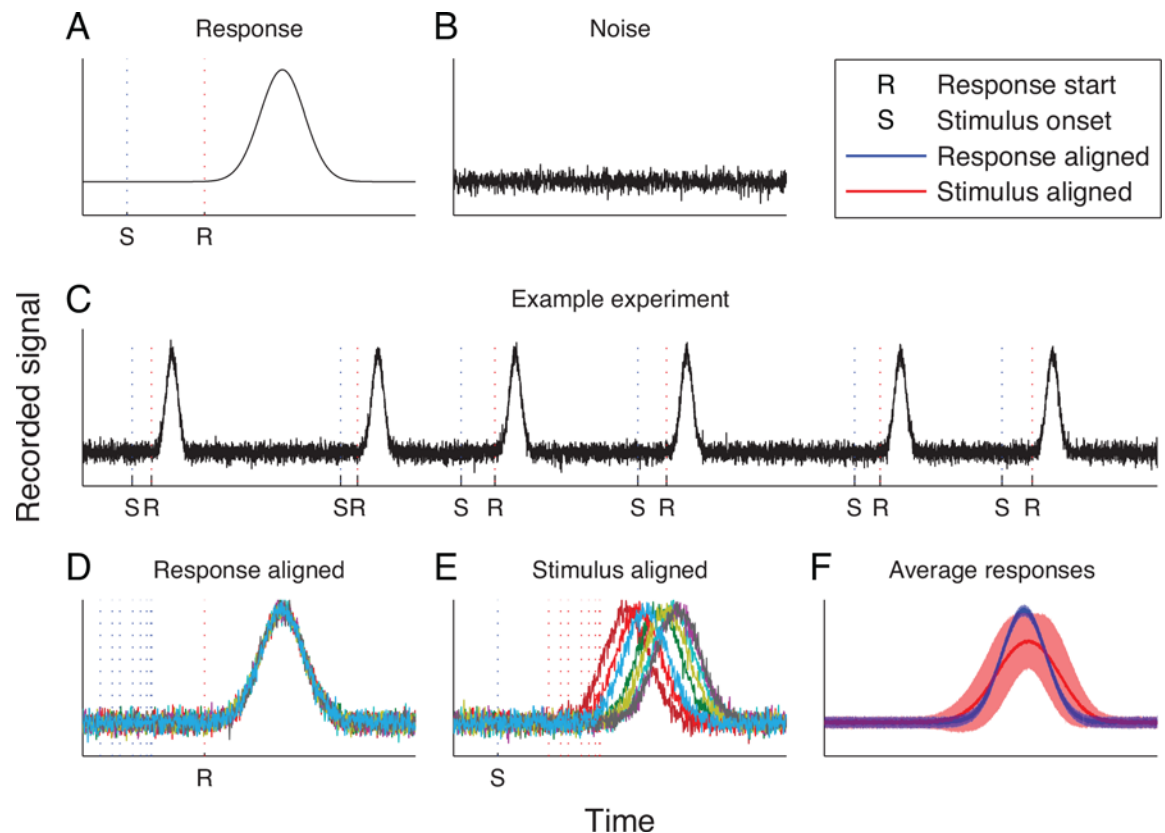 A
Response
S
R
B
Noise
R Response start
S Stimulus onset
Response aligned
Stimulus aligned
Recorded signal
C
Example experiment
S R S R S R S R S R S R
D
Response aligned
R
E
Stimulus aligned
S
F
Average responses
Time